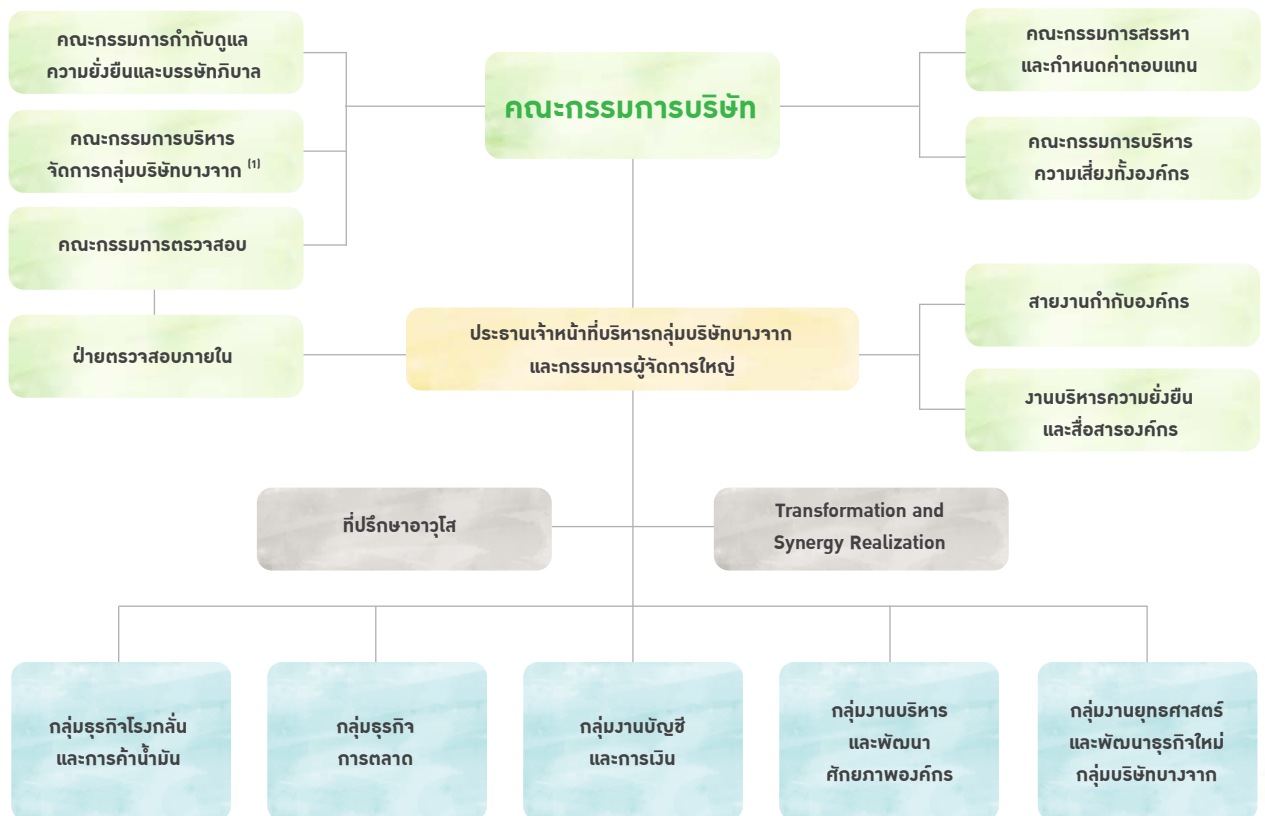 คณะกรรมการกำกับดูแล
ความยั่งยืนและบรรษัทภิบาล
คณะกรรมการบริหาร
จัดการกลุ่มบริษัทบางจาก (1)
คณะกรรมการตรวจสอบ
ฝ่ายตรวจสอบภายใน
คณะกรรมการบริษัท
คณะกรรมการสรรหา
และกำหนดค่าตอบแทน
คณะกรรมการบริหาร
ความเสี่ยงทั้งองค์กร
ประธานเจ้าหน้าที่บริหารกลุ่มบริษัทบางจาก
และกรรมการผู้จัดการใหญ่
สายงานกำกับองค์กร
งานบริหารความยั่งยืน
และสื่อสารองค์กร
ที่ปรึกษาอาวุโส
Transformation and
Synergy Realization
กลุ่มธุรกิจโรงกลั่น
และการค้าน้ำมัน
กลุ่มธุรกิจ
การตลาด
กลุ่มงานบัญชี
และการเงิน
กลุ่มงานบริหาร
และพัฒนา
ศักยภาพองค์กร
กลุ่มงานยุทธศาสตร์
และพัฒนาธุรกิจใหม่
กลุ่มบริษัทบางจาก